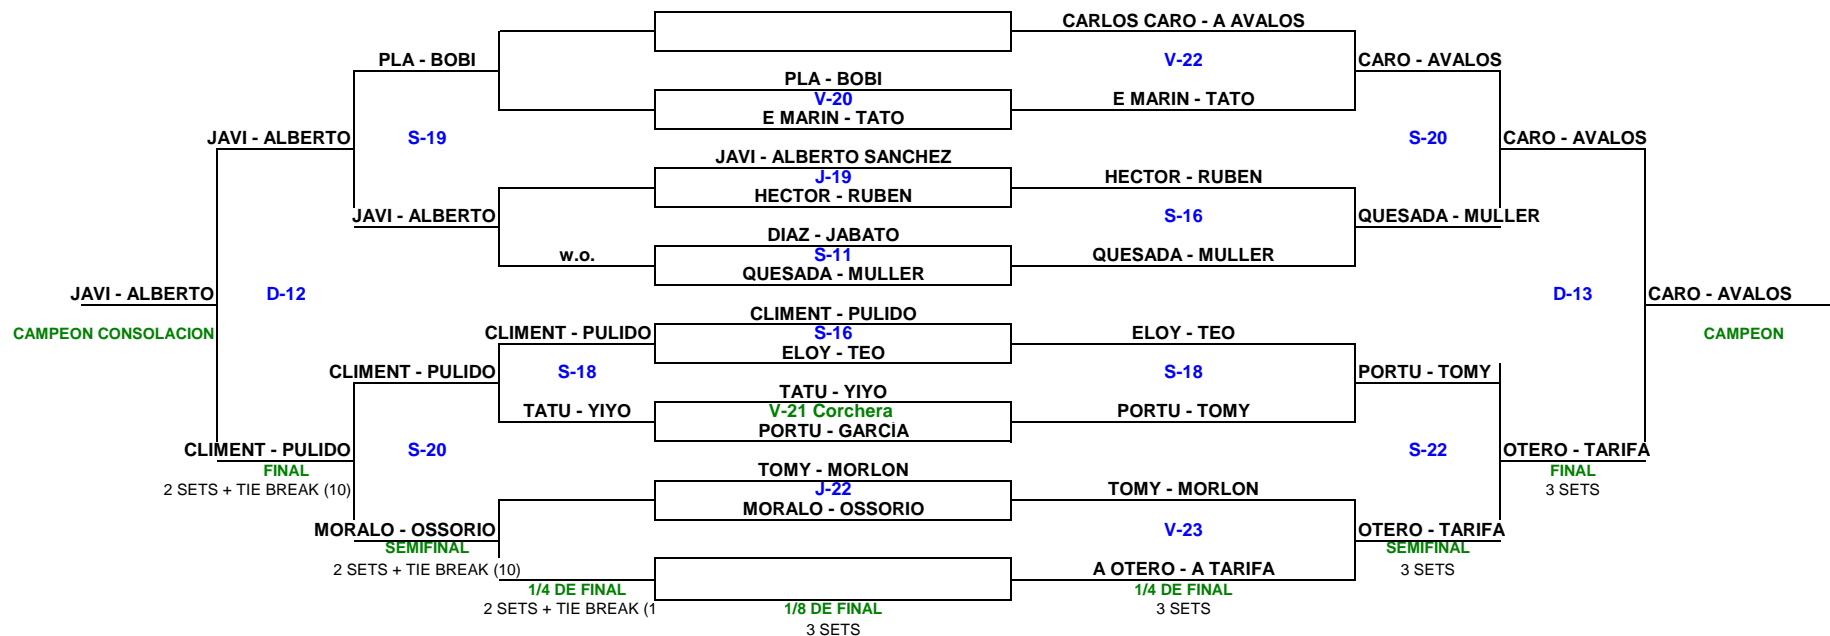 CARLOS CARO - A AVALOS
PLA - BOBI
V-22
CARO - AVALOS
PLA - BOBI
V-20
E MARIN - TATO
E MARIN - TATO
JAVI - ALBERTO
S-19
S-20
CARO - AVALOS
JAVI - ALBERTO SANCHEZ
J-19
HECTOR - RUBEN
HECTOR - RUBEN
JAVI - ALBERTO
S-16
QUESADA - MULLER
DIAZ - JABATO
w.o.
S-11
QUESADA - MULLER
QUESADA - MULLER
JAVI - ALBERTO
D-12
D-13
CARO - AVALOS
CAMPEON CONSOLACION
CLIMENT - PULIDO
CLIMENT - PULIDO
S-16
ELOY - TEO
CAMPEON
ELOY - TEO
CLIMENT - PULIDO
S-18
S-18
PORTU - TOMY
TATU - YIYO
TATU - YIYO
V-21 Corchera
PORTU - TOMY
PORTU - GARCÍA
CLIMENT - PULIDO
S-20
S-22
OTERO - TARIFA
FINAL
TOMY - MORLON
FINAL
2 SETS + TIE BREAK (10)
J-22
TOMY - MORLON
3 SETS
MORALO - OSSORIO
MORALO - OSSORIO
V-23
OTERO - TARIFA
SEMIFINAL
SEMIFINAL
2 SETS + TIE BREAK (10)
A OTERO - A TARIFA
3 SETS
1/4 DE FINAL
1/4 DE FINAL
2 SETS + TIE BREAK (1
1/8 DE FINAL
3 SETS
3 SETS